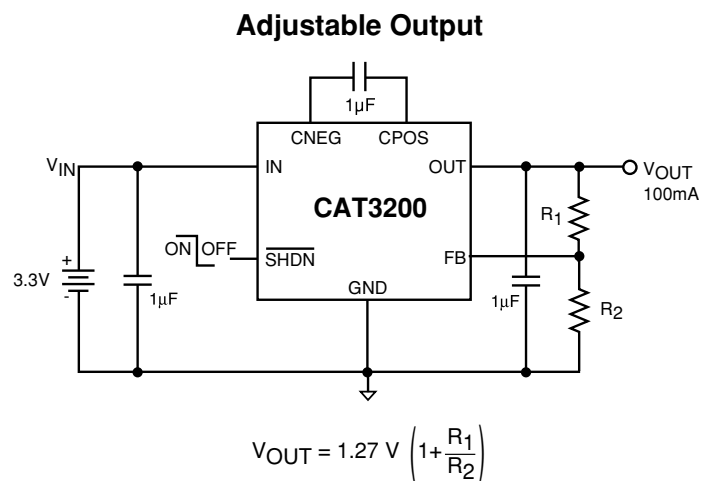 Adjustable Output
1µF
CNEG CPOS
VIN
IN
OUT
VOUT
100mA
CAT3200
R1
ON OFF
SHDN
FB
3.3V
+
-
1µF
GND
1µF
R2
VOUT = 1.27 V (1+R1/R2)